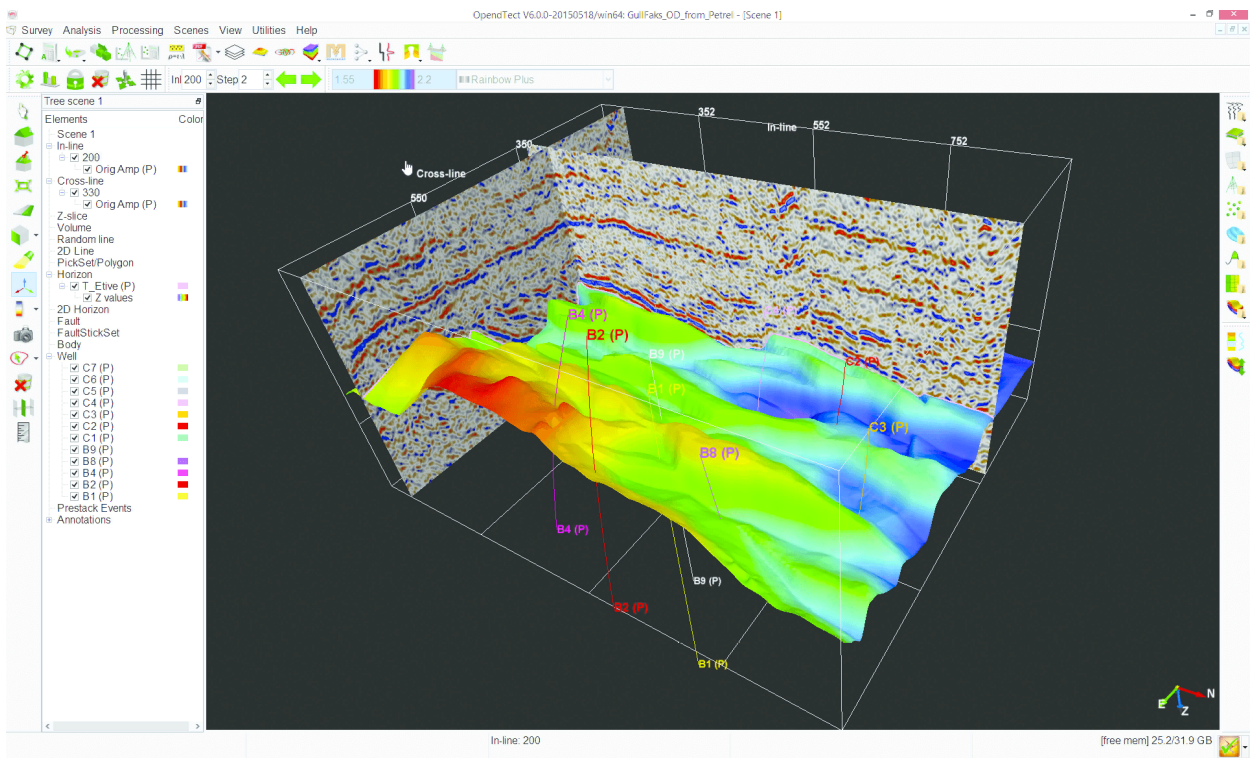 OpendTect V6.0.0-20150518/win64: GullFaks_OD_from_Petrel - [Scene 1]
Survey Analysis Processing Scenes View Utilities Help
Inl 200 Step 2 1.55 2.2 Rainbow Plus
Tree scene 1
Elements Color
Scene 1
In-line
200
Orig Amp (P)
Cross-line
330
Orig Amp (P)
Z-slice
Volume
Random line
2D Line
PickSet/Polygon
Horizon
T_Etive (P)
Z values
2D Horizon
Fault
FaultStickSet
Body
Well
C7 (P)
C6 (P)
C5 (P)
C4 (P)
C3 (P)
C2 (P)
C1 (P)
B9 (P)
B8 (P)
B4 (P)
B2 (P)
B1 (P)
Prestack Events
Annotations
352
In-line 552
752
350
Cross-line
550
B4 (P)
B2 (P)
B9 (P)
C2 (P)
B1 (P)
C3 (P)
B8 (P)
B4 (P)
B9 (P)
B2 (P)
B1 (P)
N
E
Z
In-line: 200
[free mem] 25.2/31.9 GB